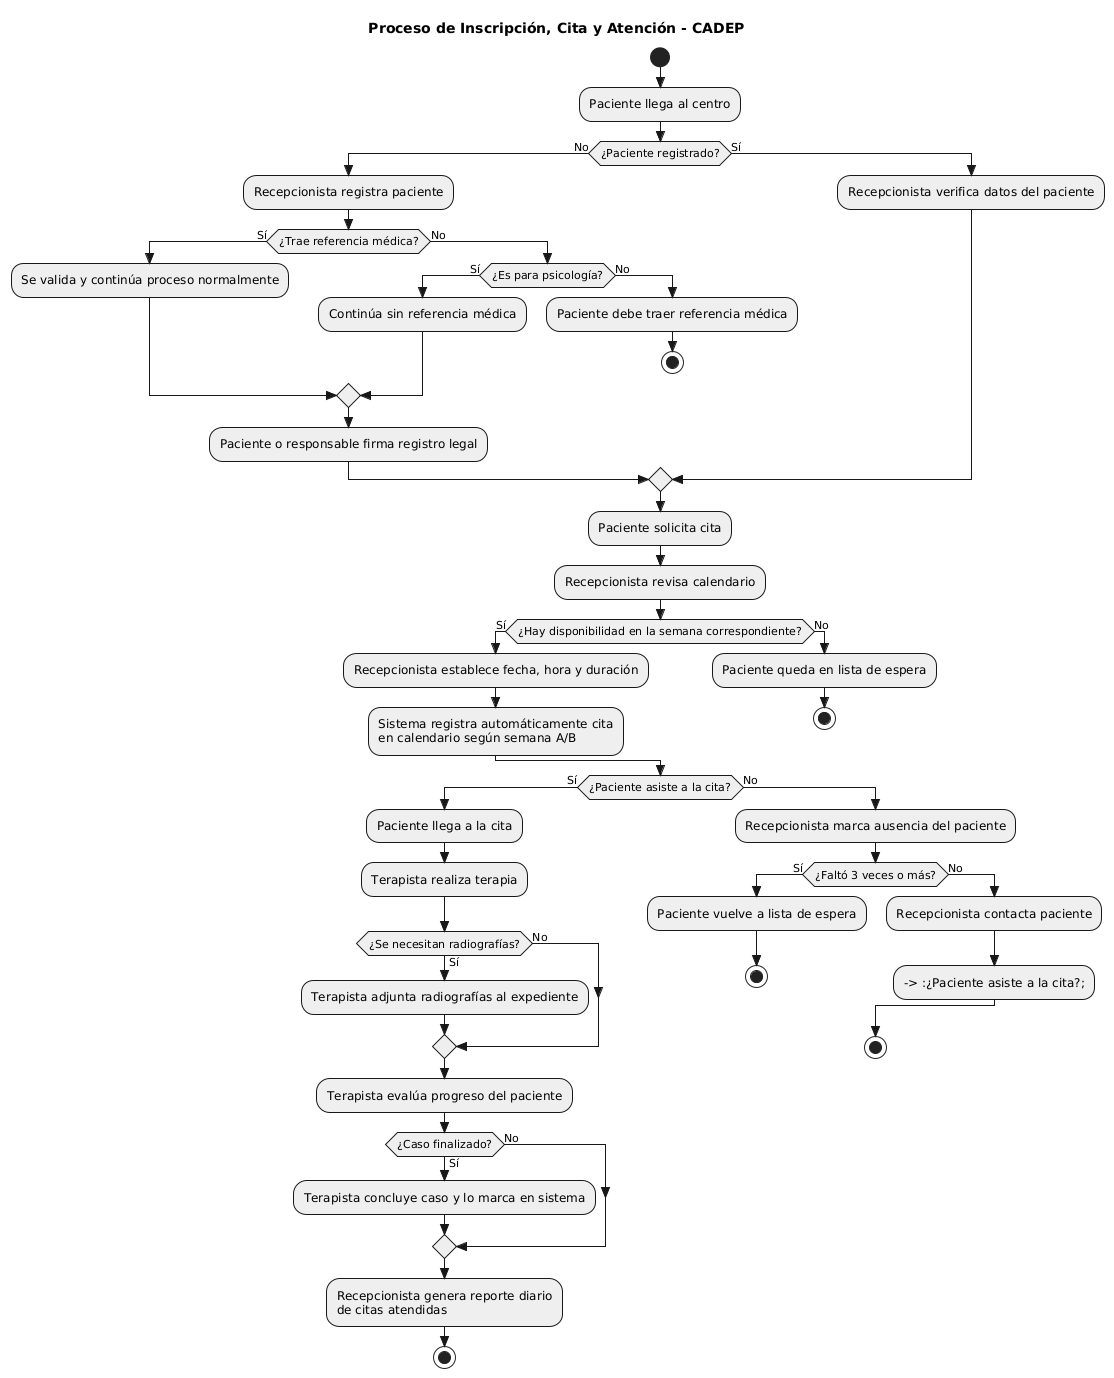 Proceso de Inscripción, Cita y Atención - CADEP
Paciente llega al centro
No
¿Paciente registrado?
Sí
Recepcionista registra paciente
Recepcionista verifica datos del paciente
Sí
¿Trae referencia médica?
No
Se valida y continúa proceso normalmente
Sí
¿Es para psicología?
No
Continúa sin referencia médica
Paciente debe traer referencia médica
Paciente o responsable firma registro legal
Paciente solicita cita
Recepcionista revisa calendario
Sí
¿Hay disponibilidad en la semana correspondiente?
No
Recepcionista establece fecha, hora y duración
Paciente queda en lista de espera
Sistema registra automáticamente cita
en calendario según semana A/B
Sí
¿Paciente asiste a la cita?
No
Paciente llega a la cita
Recepcionista marca ausencia del paciente
Terapista realiza terapia
Sí
¿Faltó 3 veces o más?
No
Paciente vuelve a lista de espera
Recepcionista contacta paciente
¿Se necesitan radiografías?
No
Sí
-> :¿Paciente asiste a la cita?;
Terapista adjunta radiografías al expediente
Terapista evalúa progreso del paciente
¿Caso finalizado?
No
Sí
Terapista concluye caso y lo marca en sistema
Recepcionista genera reporte diario
de citas atendidas